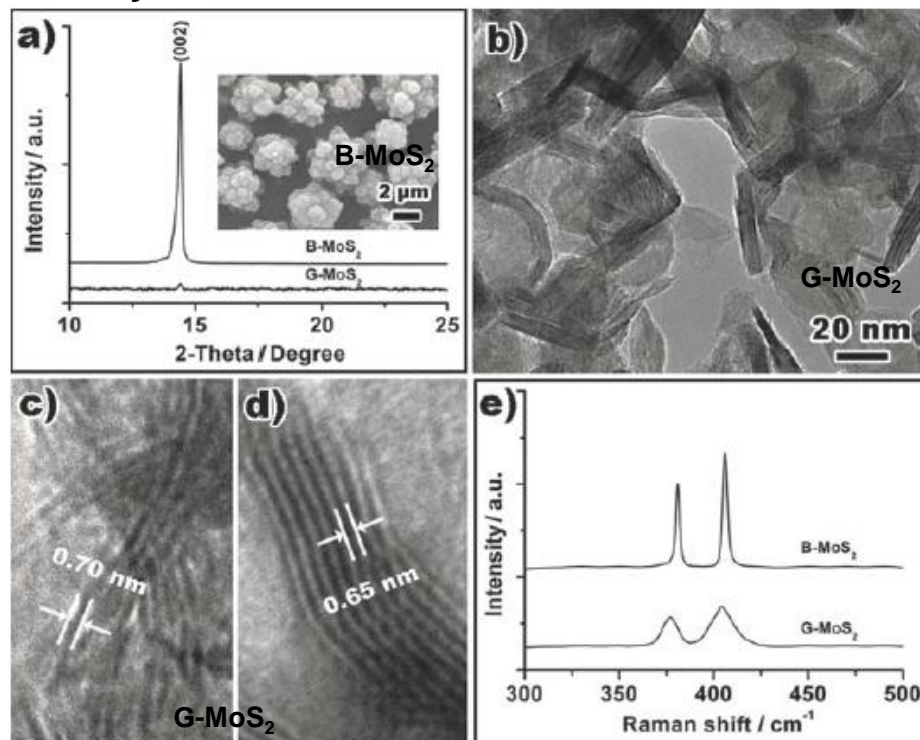 a)
(002)
Intensity / a.u.
B-MoS₂
2 µm
B-MoS₂
G-MoS₂
10 15 20 25
2-Theta / Degree
b)
G-MoS₂
20 nm
c)
0.70 nm
G-MoS₂
d)
0.65 nm
e)
Intensity / a.u.
B-MoS₂
G-MoS₂
300 350 400 450 500
Raman shift / cm⁻¹